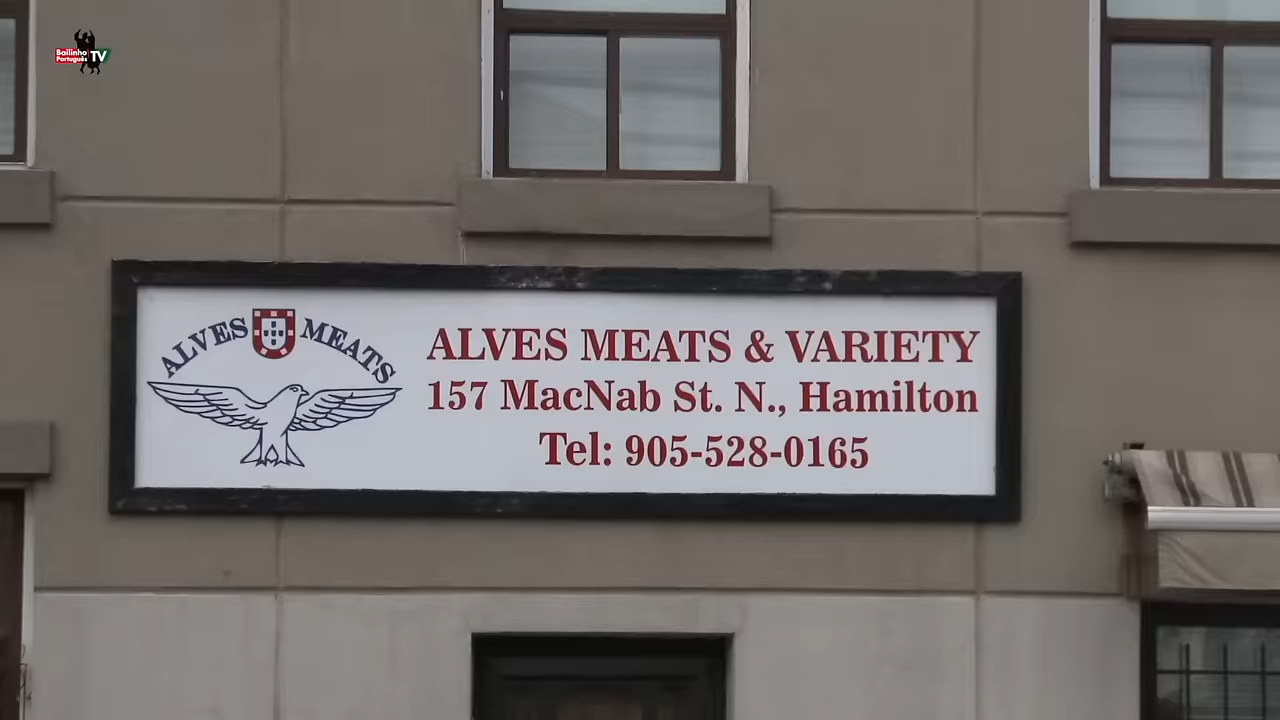 Bailinho
Português TV
ALVES MEATS
ALVES MEATS & VARIETY
157 MacNab St. N., Hamilton
Tel: 905-528-0165